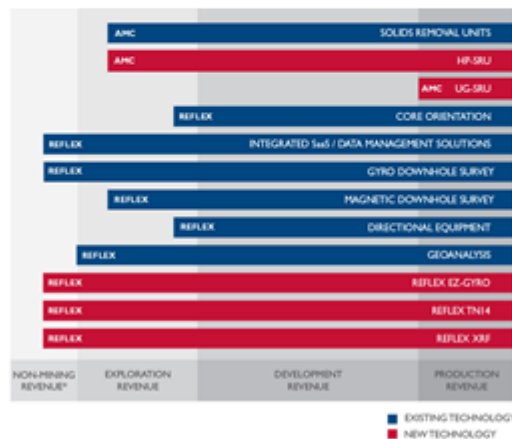 AMC SOLIDS REMOVAL UNITS
AMC HP-SRU
AMC UG-SRU
REFLEX CORE ORIENTATION
REFLEX INTEGRATED SaaS / DATA MANAGEMENT SOLUTIONS
REFLEX GYRO DOWNHOLE SURVEY
REFLEX MAGNETIC DOWNHOLE SURVEY
REFLEX DIRECTIONAL EQUIPMENT
REFLEX GEOANALYSIS
REFLEX REFLEX EZ-GYRO
REFLEX REFLEX TN14
REFLEX REFLEX XRF
NON-MINING REVENUE*
EXPLORATION REVENUE
DEVELOPMENT REVENUE
PRODUCTION REVENUE
EXISTING TECHNOLOGY
NEW TECHNOLOGY